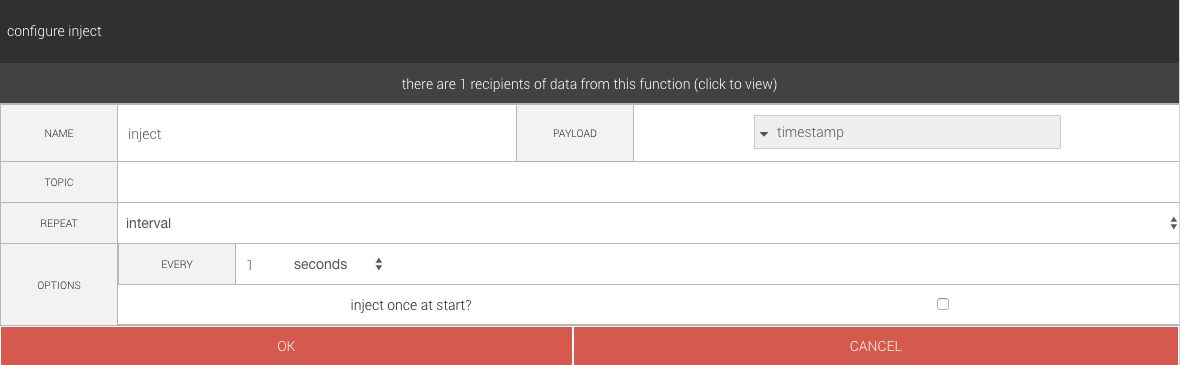 configure inject
there are 1 recipients of data from this function (click to view)
NAME inject PAYLOAD timestamp
TOPIC
REPEAT interval
OPTIONS EVERY 1 seconds
inject once at start?
OK CANCEL